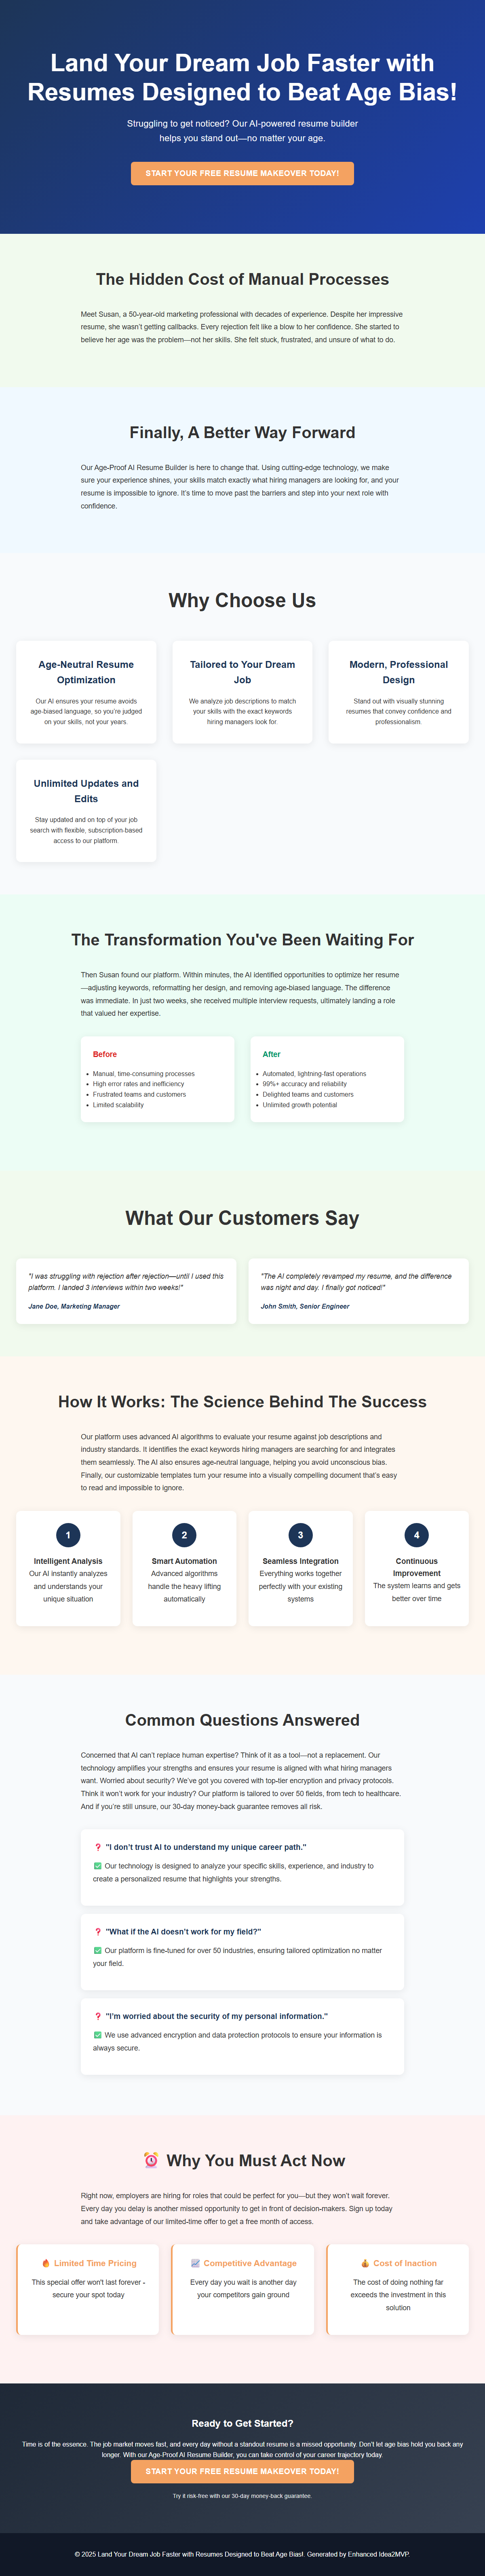 Land Your Dream Job Faster with
Resumes Designed to Beat Age Bias!
Struggling to get noticed? Our AI-powered resume builder
helps you stand out—no matter your age.
START YOUR FREE RESUME MAKEOVER TODAY!
The Hidden Cost of Manual Processes
Meet Susan, a 50-year-old marketing professional with decades of experience. Despite her impressive
resume, she wasn't getting callbacks. Every rejection felt like a blow to her confidence. She started to
believe her age was the problem—not her skills. She felt stuck, frustrated, and unsure of what to do.
Finally, A Better Way Forward
Our Age-Proof AI Resume Builder is here to change that. Using cutting-edge technology, we make
sure your experience shines, your skills match exactly what hiring managers are looking for, and your
resume is impossible to ignore. It's time to move past the barriers and step into your next role with
confidence.
Why Choose Us
Age-Neutral Resume
Optimization
Our AI ensures your resume avoids
age-biased language, so you're judged
on your skills, not your years.
Tailored to Your Dream
Job
We analyze job descriptions to match
your skills with the exact keywords
hiring managers look for.
Modern, Professional
Design
Stand out with visually stunning
resumes that convey confidence and
professionalism.
Unlimited Updates and
Edits
Stay updated and on top of your job
search with flexible, subscription-based
access to our platform.
The Transformation You've Been Waiting For
Then Susan found our platform. Within minutes, the AI identified opportunities to optimize her resume
—adjusting keywords, reformatting her design, and removing age-biased language. The difference
was immediate. In just two weeks, she received multiple interview requests, ultimately landing a role
that valued her expertise.
Before
• Manual, time-consuming processes
• High error rates and inefficiency
• Frustrated teams and customers
• Limited scalability
After
• Automated, lightning-fast operations
• 99%+ accuracy and reliability
• Delighted teams and customers
• Unlimited growth potential
What Our Customers Say
"I was struggling with rejection after rejection—until I used this
platform. I landed 3 interviews within two weeks!"
Jane Doe, Marketing Manager
"The AI completely revamped my resume, and the difference
was night and day. I finally got noticed!"
John Smith, Senior Engineer
How It Works: The Science Behind The Success
Our platform uses advanced AI algorithms to evaluate your resume against job descriptions and
industry standards. It identifies the exact keywords hiring managers are searching for and integrates
them seamlessly. The AI also ensures age-neutral language, helping you avoid unconscious bias.
Finally, our customizable templates turn your resume into a visually compelling document that's easy
to read and impossible to ignore.
1
Intelligent Analysis
Our AI instantly analyzes
and understands your
unique situation
2
Smart Automation
Advanced algorithms
handle the heavy lifting
automatically
3
Seamless Integration
Everything works together
perfectly with your existing
systems
4
Continuous
Improvement
The system learns and gets
better over time
Common Questions Answered
Concerned that AI can't replace human expertise? Think of it as a tool—not a replacement. Our
technology amplifies your strengths and ensures your resume is aligned with what hiring managers
want. Worried about security? We've got you covered with top-tier encryption and privacy protocols.
Think it won't work for your industry? Our platform is tailored to over 50 fields, from tech to healthcare.
And if you're still unsure, our 30-day money-back guarantee removes all risk.
❓ "I don't trust AI to understand my unique career path."
✅ Our technology is designed to analyze your specific skills, experience, and industry to
create a personalized resume that highlights your strengths.
❓ "What if the AI doesn't work for my field?"
✅ Our platform is fine-tuned for over 50 industries, ensuring tailored optimization no matter
your field.
❓ "I'm worried about the security of my personal information."
✅ We use advanced encryption and data protection protocols to ensure your information is
always secure.
⏰ Why You Must Act Now
Right now, employers are hiring for roles that could be perfect for you—but they won't wait forever.
Every day you delay is another missed opportunity to get in front of decision-makers. Sign up today
and take advantage of our limited-time offer to get a free month of access.
🔥 Limited Time Pricing
This special offer won't last forever -
secure your spot today
📈 Competitive Advantage
Every day you wait is another day
your competitors gain ground
💰 Cost of Inaction
The cost of doing nothing far
exceeds the investment in this
solution
Ready to Get Started?
Time is of the essence. The job market moves fast, and every day without a standout resume is a missed opportunity. Don't let age bias hold you back any
longer. With our Age-Proof AI Resume Builder, you can take control of your career trajectory today.
START YOUR FREE RESUME MAKEOVER TODAY!
Try it risk-free with our 30-day money-back guarantee.
© 2025 Land Your Dream Job Faster with Resumes Designed to Beat Age Bias!. Generated by Enhanced Idea2MVP.